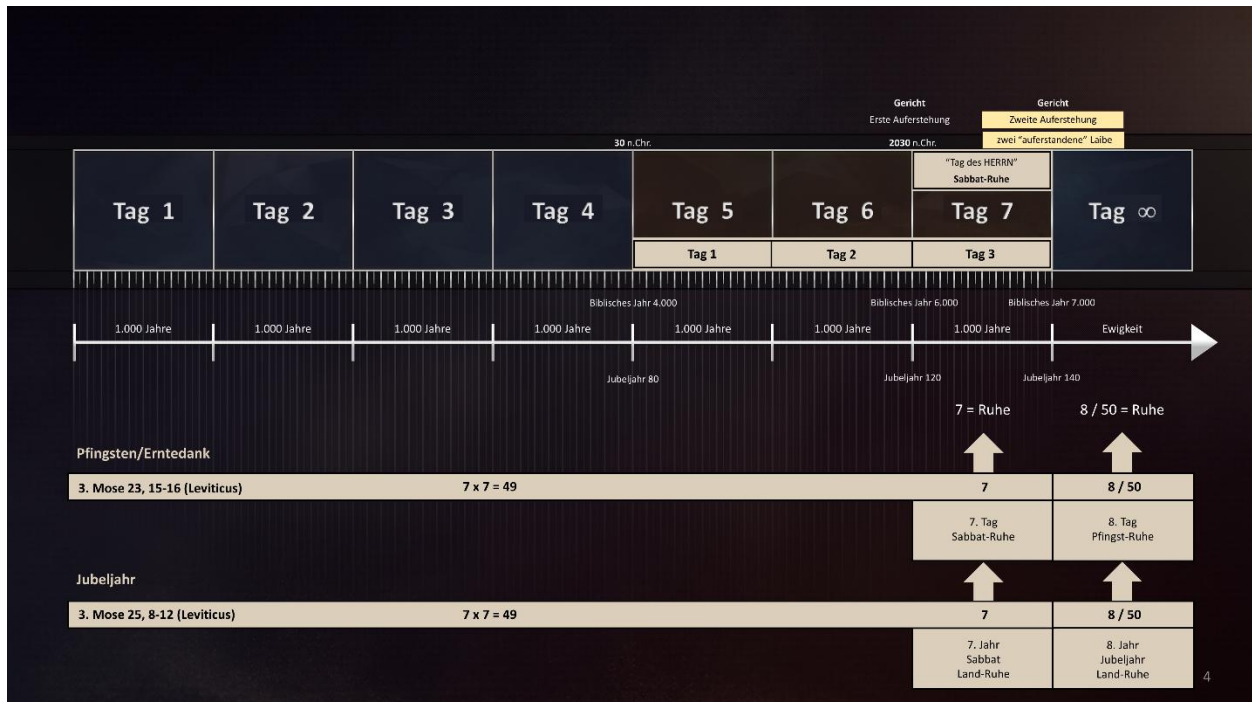 Gericht
Gericht
Erste Auferstehung
Zweite Auferstehung
30 n.Chr.
2030 n.Chr.
zwei "auferstandene" Laibe
"Tag des HERRN"
Sabbat-Ruhe
Tag 1
Tag 2
Tag 3
Tag 4
Tag 5
Tag 6
Tag 7
Tag ∞
Tag 1
Tag 2
Tag 3
Biblisches Jahr 4.000
Biblisches Jahr 6.000
Biblisches Jahr 7.000
1.000 Jahre
1.000 Jahre
1.000 Jahre
1.000 Jahre
1.000 Jahre
1.000 Jahre
1.000 Jahre
Ewigkeit
Jubeljahr 80
Jubeljahr 120
Jubeljahr 140
7 = Ruhe
8 / 50 = Ruhe
Pfingsten/Erntedank
3. Mose 23, 15-16 (Leviticus)
7 x 7 = 49
7
8 / 50
7. Tag
Sabbat-Ruhe
8. Tag
Pfingst-Ruhe
Jubeljahr
3. Mose 25, 8-12 (Leviticus)
7 x 7 = 49
7
8 / 50
7. Jahr
Sabbat
Land-Ruhe
8. Jahr
Jubeljahr
Land-Ruhe
4